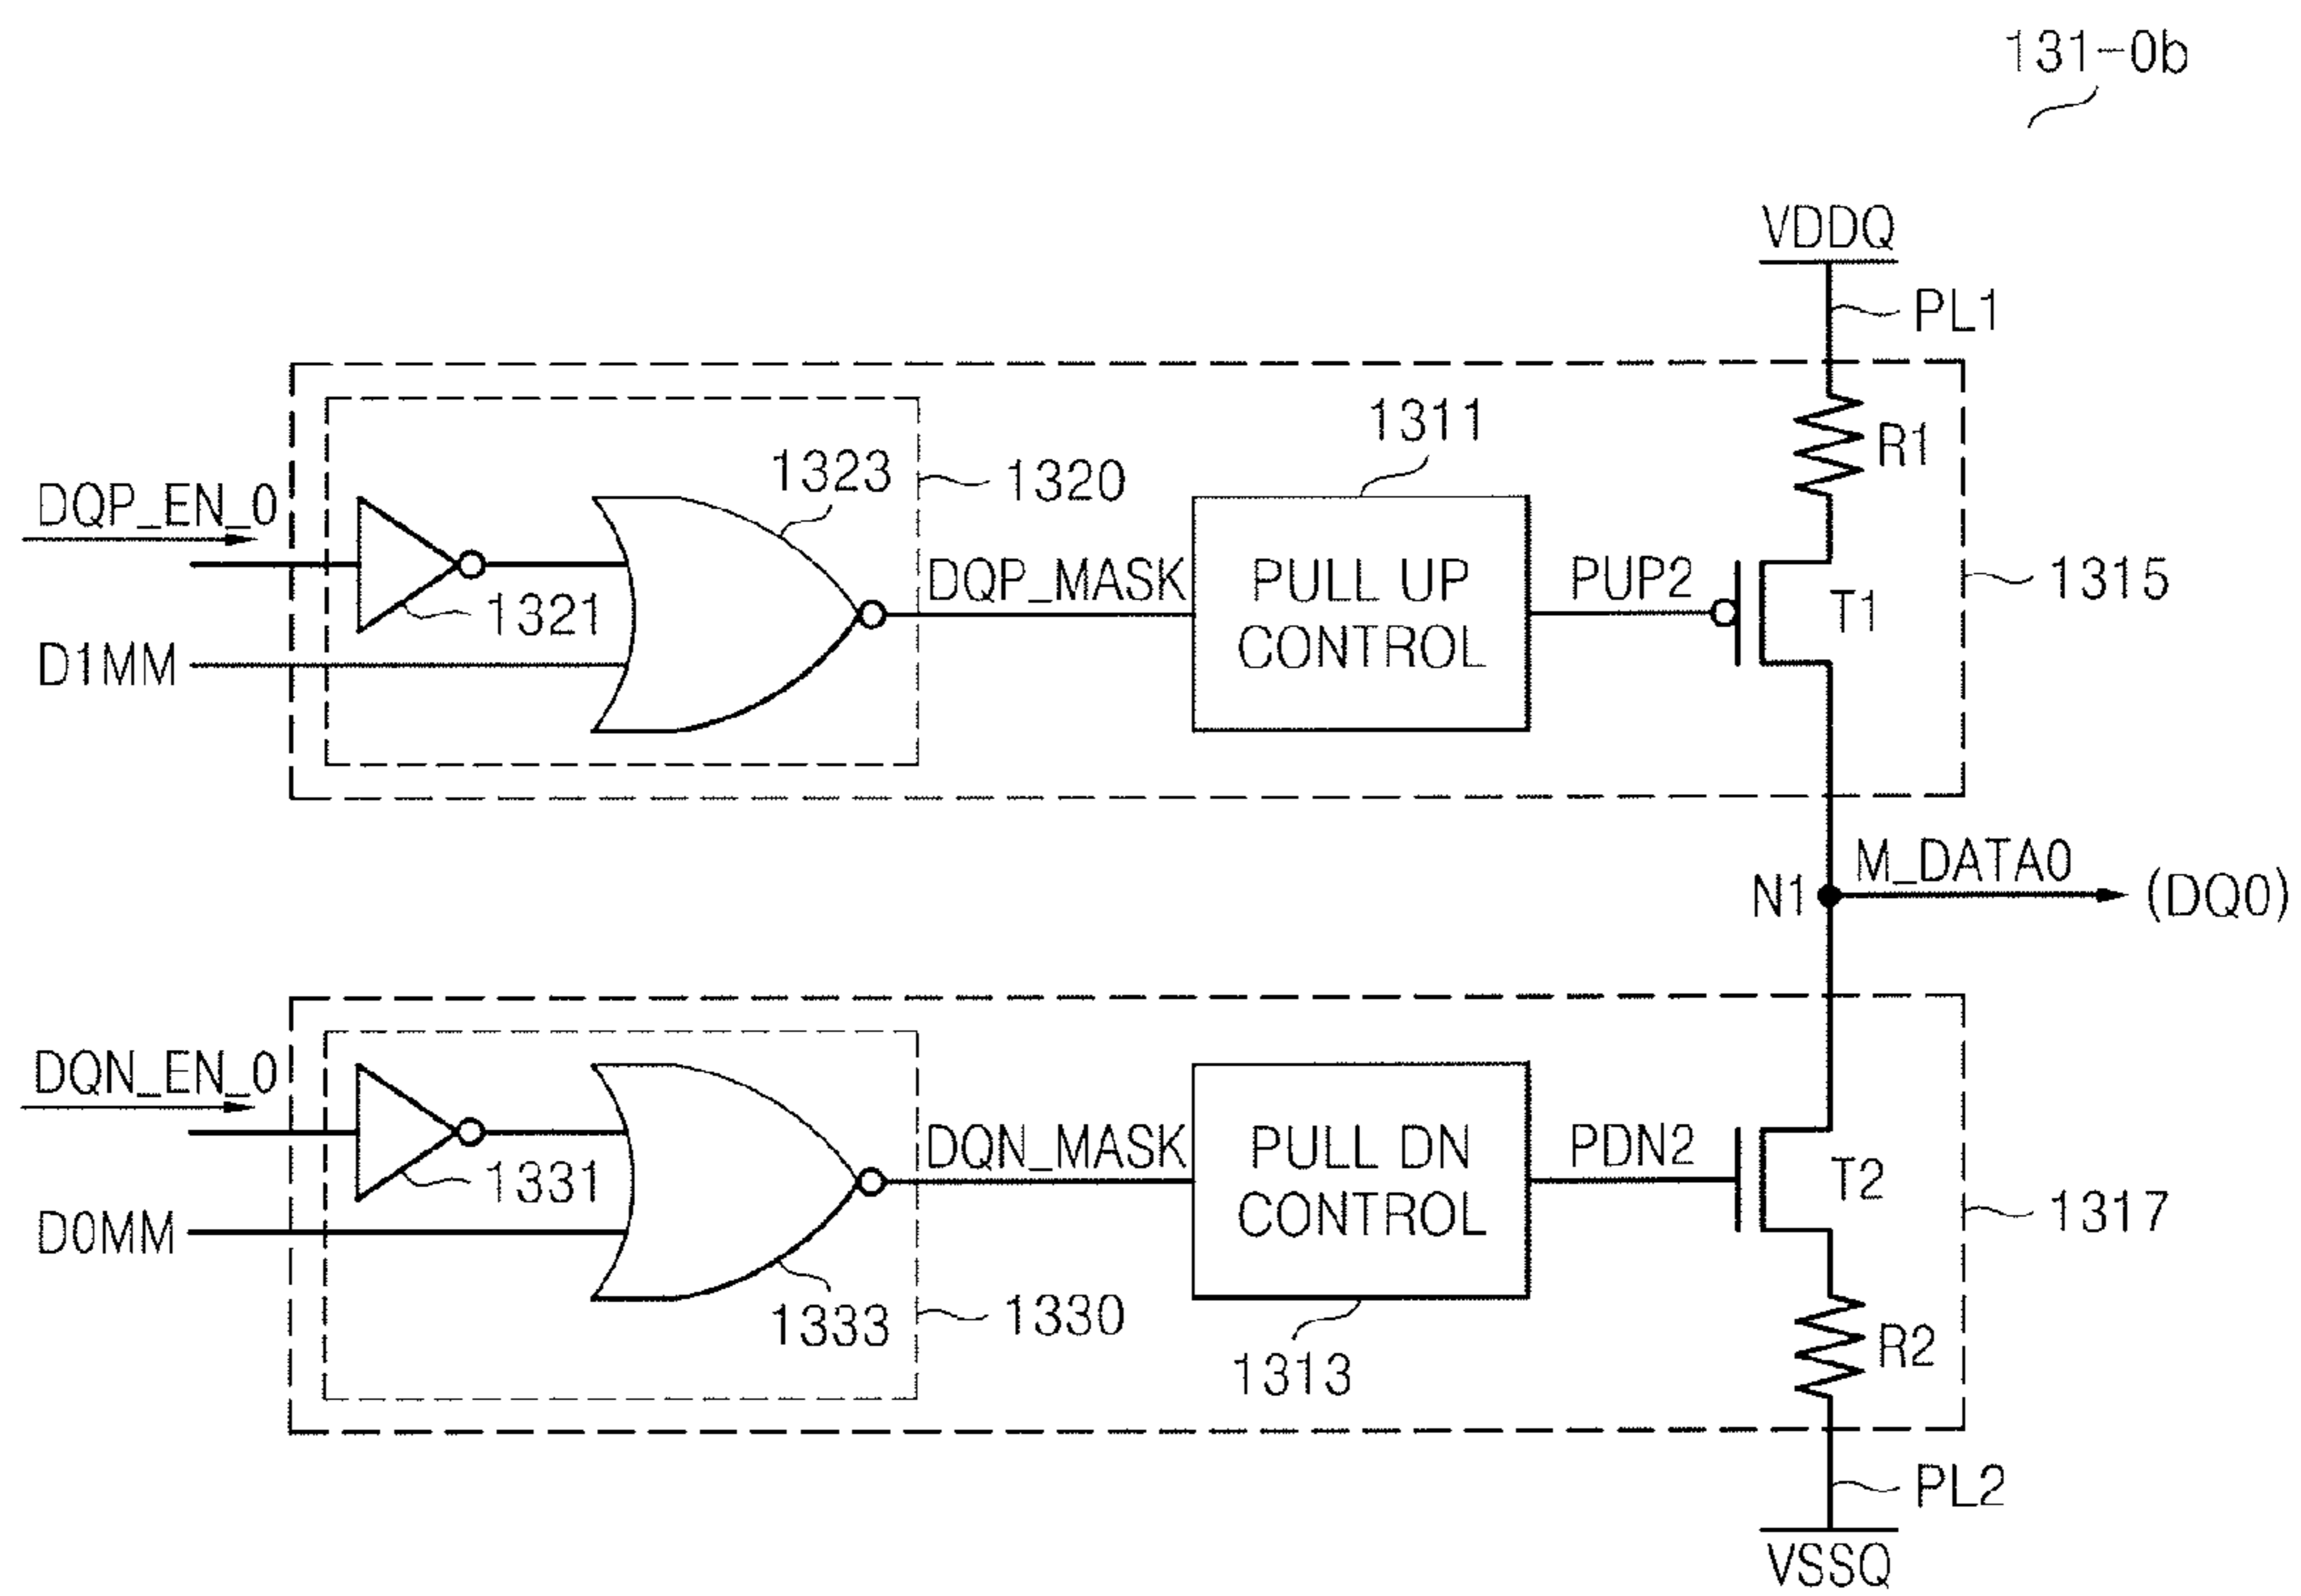 131-0b
VDDQ
PL1
R1
1311
1323
1320
DQP_EN_0
1321
DQP_MASK
PULL UP
CONTROL
PUP2
T1
1315
D1MM
M_DATA0
N1
(DQ0)
DQN_EN_0
1331
DQN_MASK
PULL DN
CONTROL
PDN2
T2
1317
D0MM
1333
1330
1313
R2
PL2
VSSQ